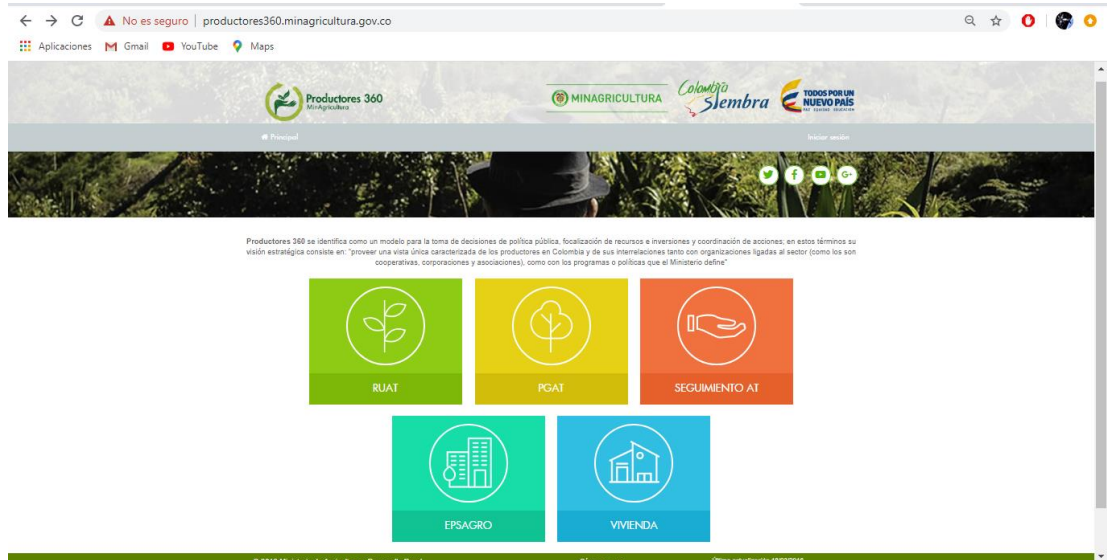 No es seguro | productores360.minagricultura.gov.co
Aplicaciones Gmail YouTube Maps
Productores 360
MinAgricultura
MINAGRICULTURA
Colombia
Siembra
TODOS POR UN
NUEVO PAÍS
PAZ EQUIDAD EDUCACIÓN
Principal
Iniciar sesión
Productores 360 se identifica como un modelo para la toma de decisiones de política pública, focalización de recursos e inversiones y coordinación de acciones; en estos términos su
visión estratégica consiste en: "proveer una vista única caracterizada de los productores en Colombia y de sus interrelaciones tanto con organizaciones ligadas al sector (como los son
cooperativas, corporaciones y asociaciones), como con los programas o políticas que el Ministerio define"
RUAT
PGAT
SEGUIMIENTO AT
EPSAGRO
VIVIENDA